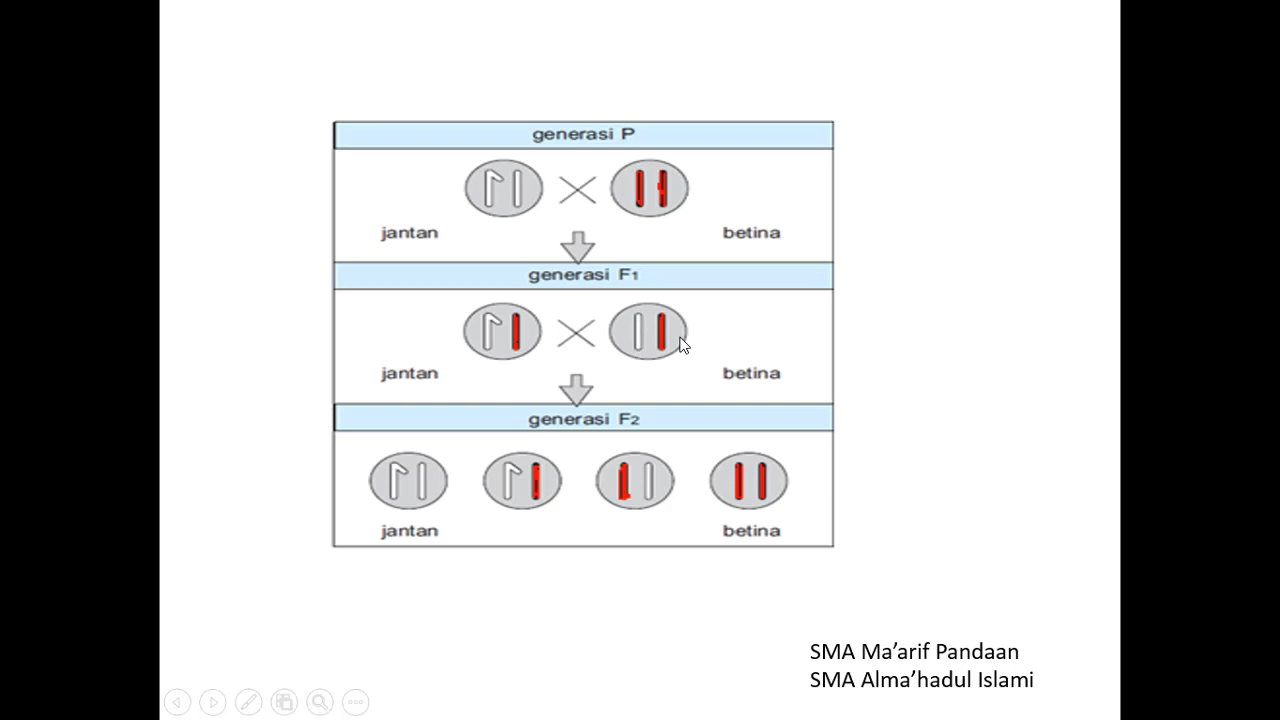 generasi P
jantan
betina
generasi F1
jantan
betina
generasi F2
jantan
betina
SMA Ma’arif Pandaan
SMA Alma’hadul Islami